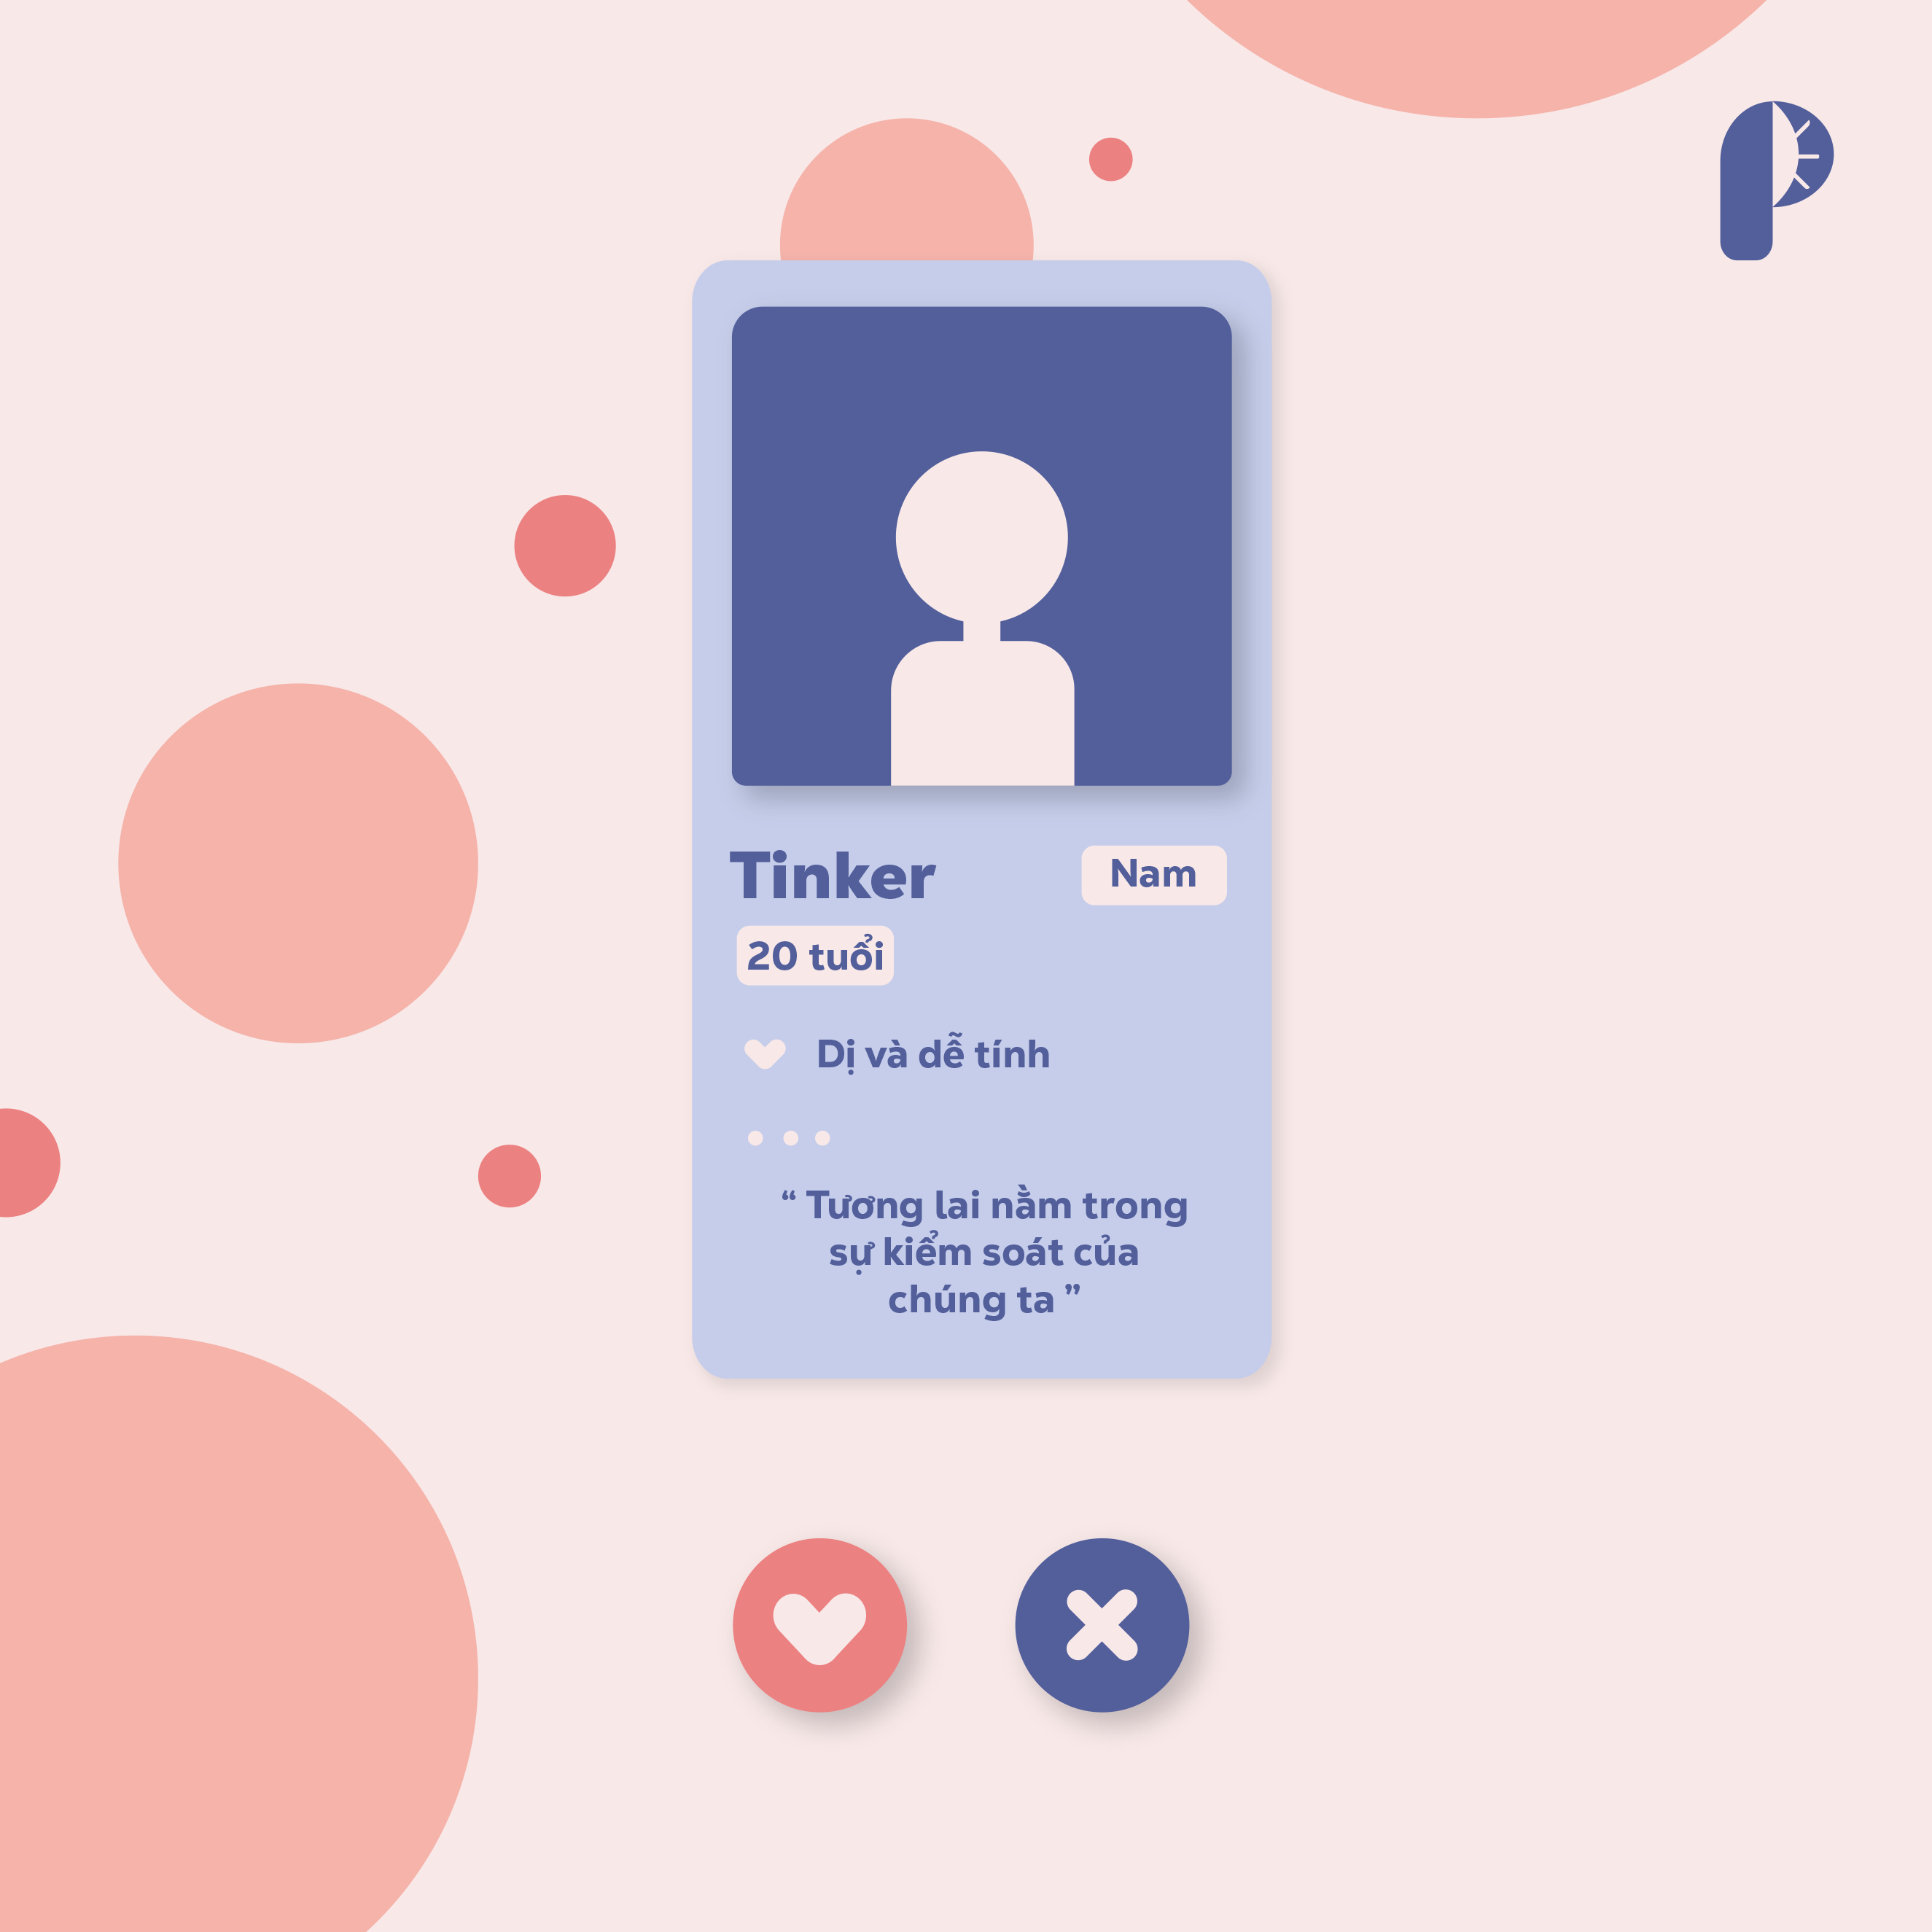 Tinker
Nam
20 tuổi
Dị và dễ tính
“ Tương lai nằm trong
sự kiểm soát của
chúng ta ”